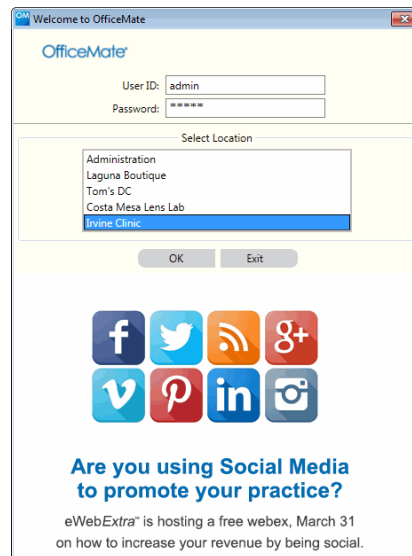 OM Welcome to OfficeMate
OfficeMate®
User ID: admin
Password: *****
Select Location
Administration
Laguna Boutique
Tom's DC
Costa Mesa Lens Lab
Irvine Clinic
OK Exit
Are you using Social Media
to promote your practice?
eWebExtra™ is hosting a free webex, March 31
on how to increase your revenue by being social.